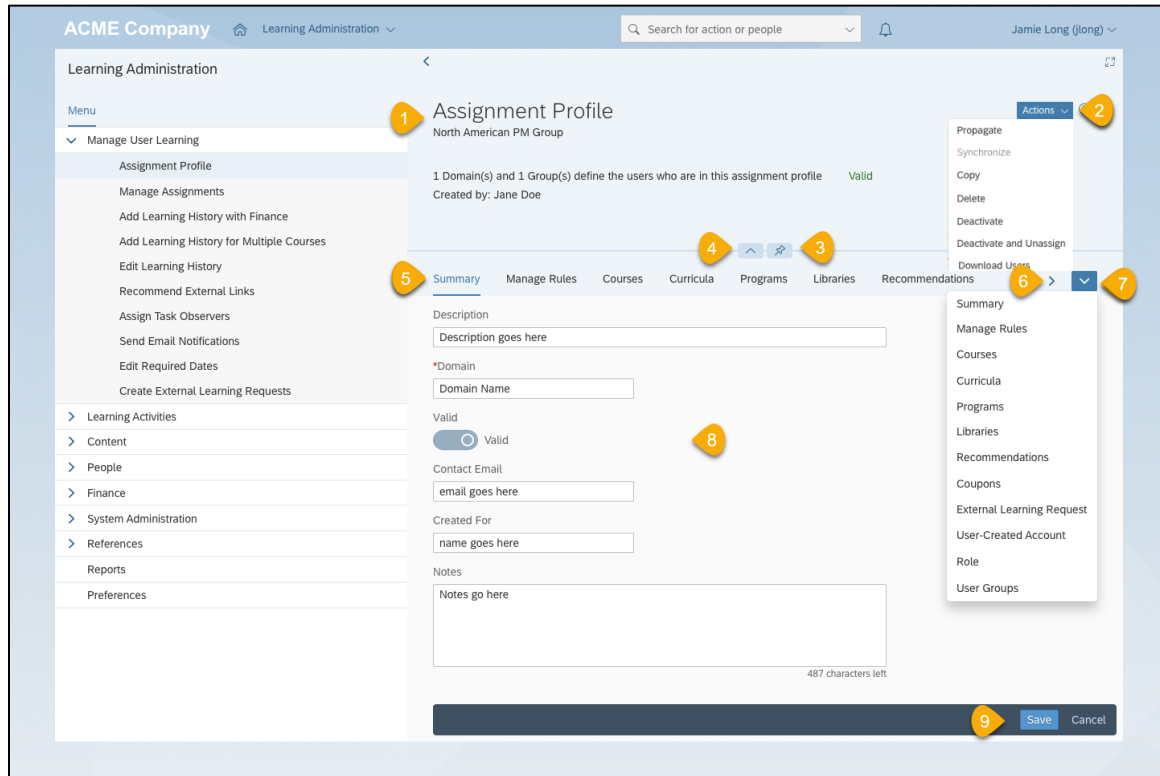 ACME Company
Learning Administration
Search for action or people
Jamie Long (jlong)
Learning Administration
Menu
Manage User Learning
Assignment Profile
Manage Assignments
Add Learning History with Finance
Add Learning History for Multiple Courses
Edit Learning History
Recommend External Links
Assign Task Observers
Send Email Notifications
Edit Required Dates
Create External Learning Requests
Learning Activities
Content
People
Finance
System Administration
References
Reports
Preferences
1
Assignment Profile
North American PM Group
1 Domain(s) and 1 Group(s) define the users who are in this assignment profile Valid
Created by: Jane Doe
Actions
2
Propagate
Synchronize
Copy
Delete
Deactivate
Deactivate and Unassign
Download Users
4
3
5
Summary Manage Rules Courses Curricula Programs Libraries Recommendations
6
7
Description
Description goes here
*Domain
Domain Name
Valid
Valid
8
Contact Email
email goes here
Created For
name goes here
Notes
Notes go here
487 characters left
Summary
Manage Rules
Courses
Curricula
Programs
Libraries
Recommendations
Coupons
External Learning Request
User-Created Account
Role
User Groups
9
Save Cancel